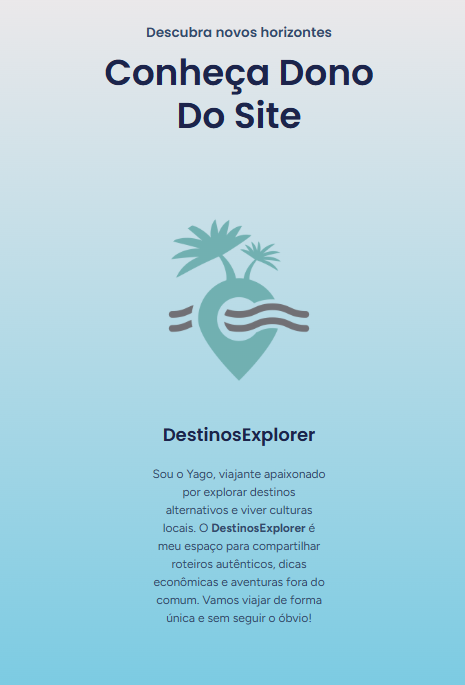 Descubra novos horizontes
Conheça Dono
Do Site
DestinosExplorer
Sou o Yago, viajante apaixonado
por explorar destinos
alternativos e viver culturas
locais. O DestinosExplorer é
meu espaço para compartilhar
roteiros autênticos, dicas
econômicas e aventuras fora do
comum. Vamos viajar de forma
única e sem seguir o óbvio!